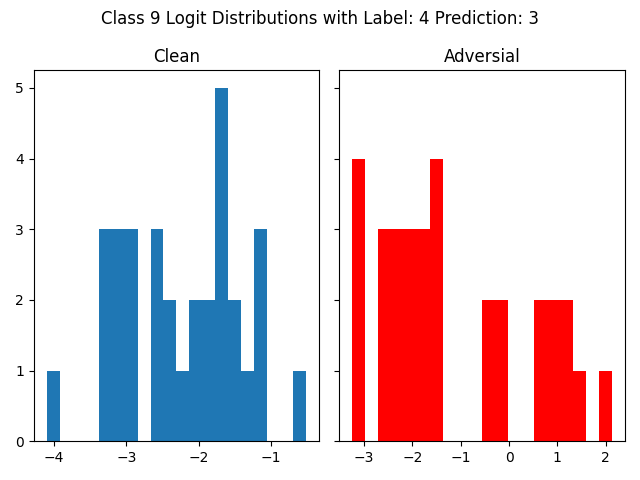 Class 9 Logit Distributions with Label: 4 Prediction: 3
Clean
Adversial
5
4
3
2
1
0
−4 −3 −2 −1
−3 −2 −1 0 1 2